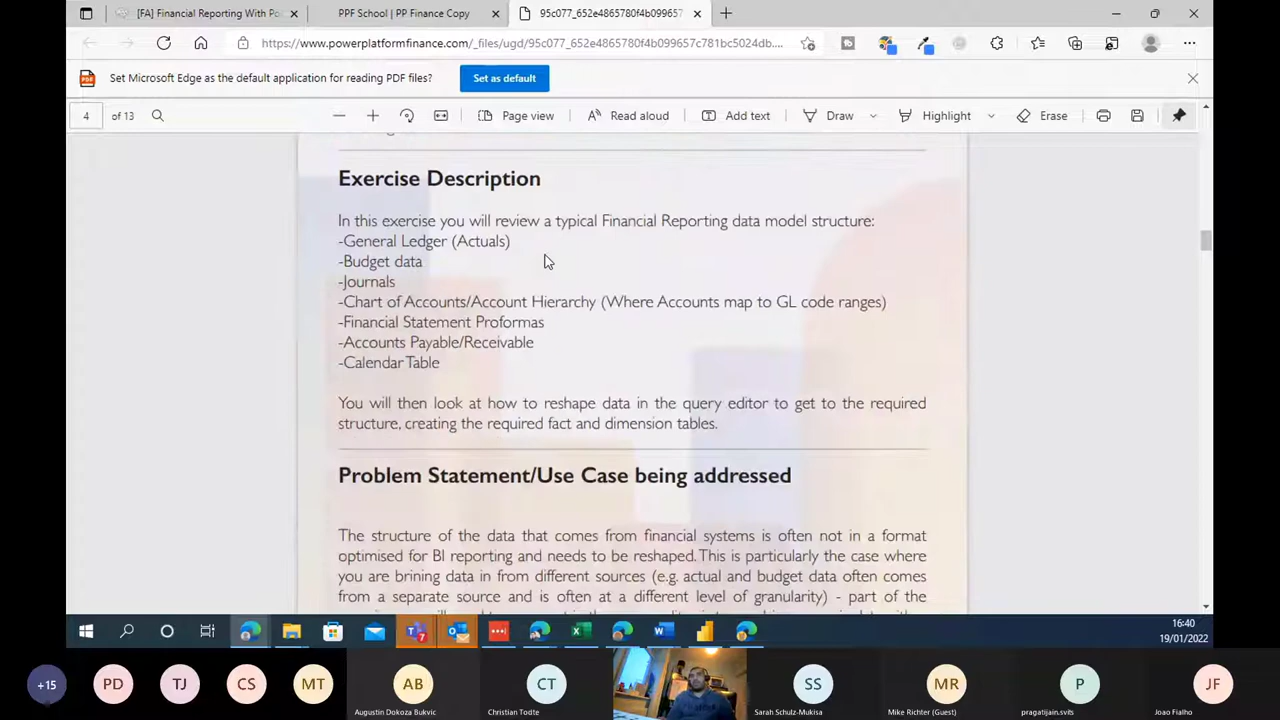 [FA] Financial Reporting With Po
PPF School | PP Finance Copy
95c077_652e4865780f4b099657
https://www.powerplatformfinance.com/_files/ugd/95c077_652e4865780f4b099657c781bc5024db...
Set Microsoft Edge as the default application for reading PDF files?
Set as default
4 of 13
Page view
Read aloud
Add text
Draw
Highlight
Erase
Exercise Description
In this exercise you will review a typical Financial Reporting data model structure:
-General Ledger (Actuals)
-Budget data
-Journals
-Chart of Accounts/Account Hierarchy (Where Accounts map to GL code ranges)
-Financial Statement Proformas
-Accounts Payable/Receivable
-Calendar Table
You will then look at how to reshape data in the query editor to get to the required
structure, creating the required fact and dimension tables.
Problem Statement/Use Case being addressed
The structure of the data that comes from financial systems is often not in a format
optimised for BI reporting and needs to be reshaped. This is particularly the case where
you are brining data in from different sources (e.g. actual and budget data often comes
from a separate source and is often at a different level of granularity) - part of the
16:40
19/01/2022
+15
PD
TJ
CS
MT
AB
CT
SS
MR
P
JF
Augustin Dokoza Bukvic
Christian Todte
Sarah Schulz-Mukisa
Mike Richter (Guest)
pragatijain.svits
Joao Fialho